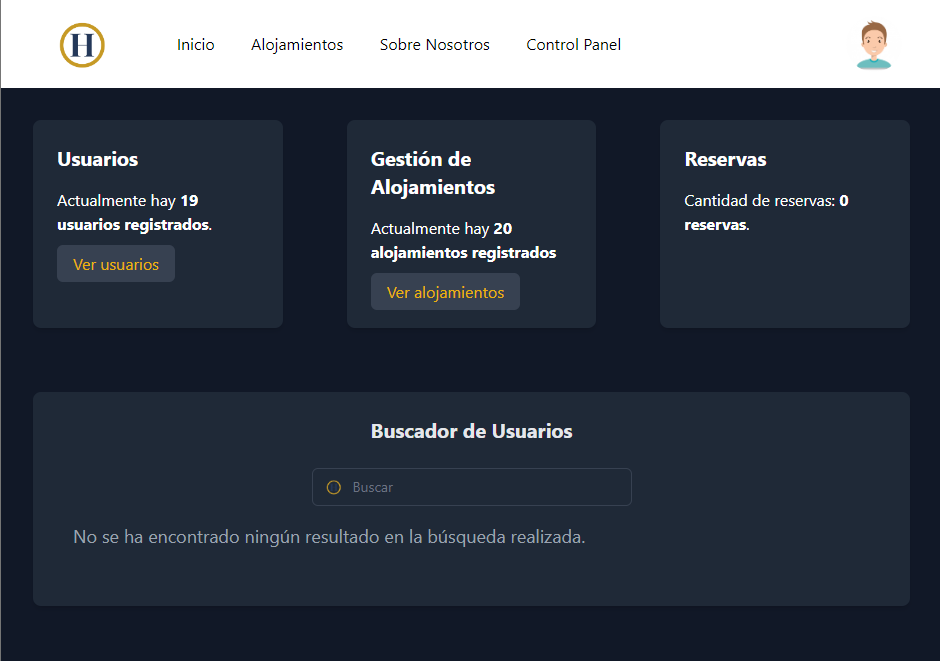 H
Inicio Alojamientos Sobre Nosotros Control Panel
Usuarios
Actualmente hay 19
usuarios registrados.
Ver usuarios
Gestión de
Alojamientos
Actualmente hay 20
alojamientos registrados
Ver alojamientos
Reservas
Cantidad de reservas: 0
reservas.
Buscador de Usuarios
Buscar
No se ha encontrado ningún resultado en la búsqueda realizada.